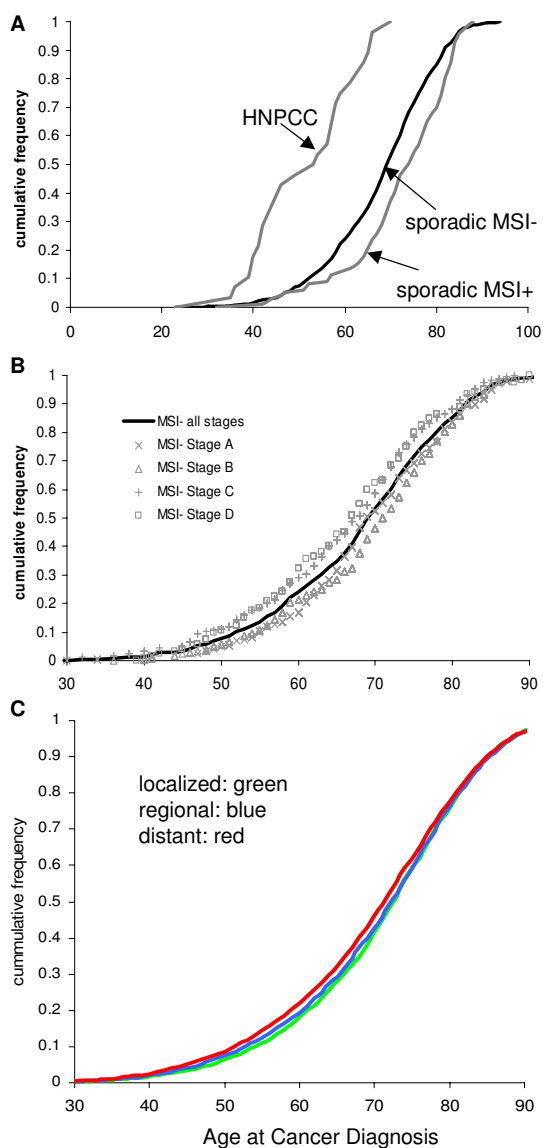 A
1
0.9
0.8
0.7
0.6
0.5
0.4
0.3
0.2
0.1
0
cumulative frequency
HNPCC
sporadic MSI-
sporadic MSI+
0 20 40 60 80 100
B
1
0.9
0.8
0.7
0.6
0.5
0.4
0.3
0.2
0.1
0
cumulative frequency
MSI- all stages
MSI- Stage A
MSI- Stage B
MSI- Stage C
MSI- Stage D
30 40 50 60 70 80 90
C
1
0.9
0.8
0.7
0.6
0.5
0.4
0.3
0.2
0.1
0
cummulative frequency
localized: green
regional: blue
distant: red
30 40 50 60 70 80 90
Age at Cancer Diagnosis